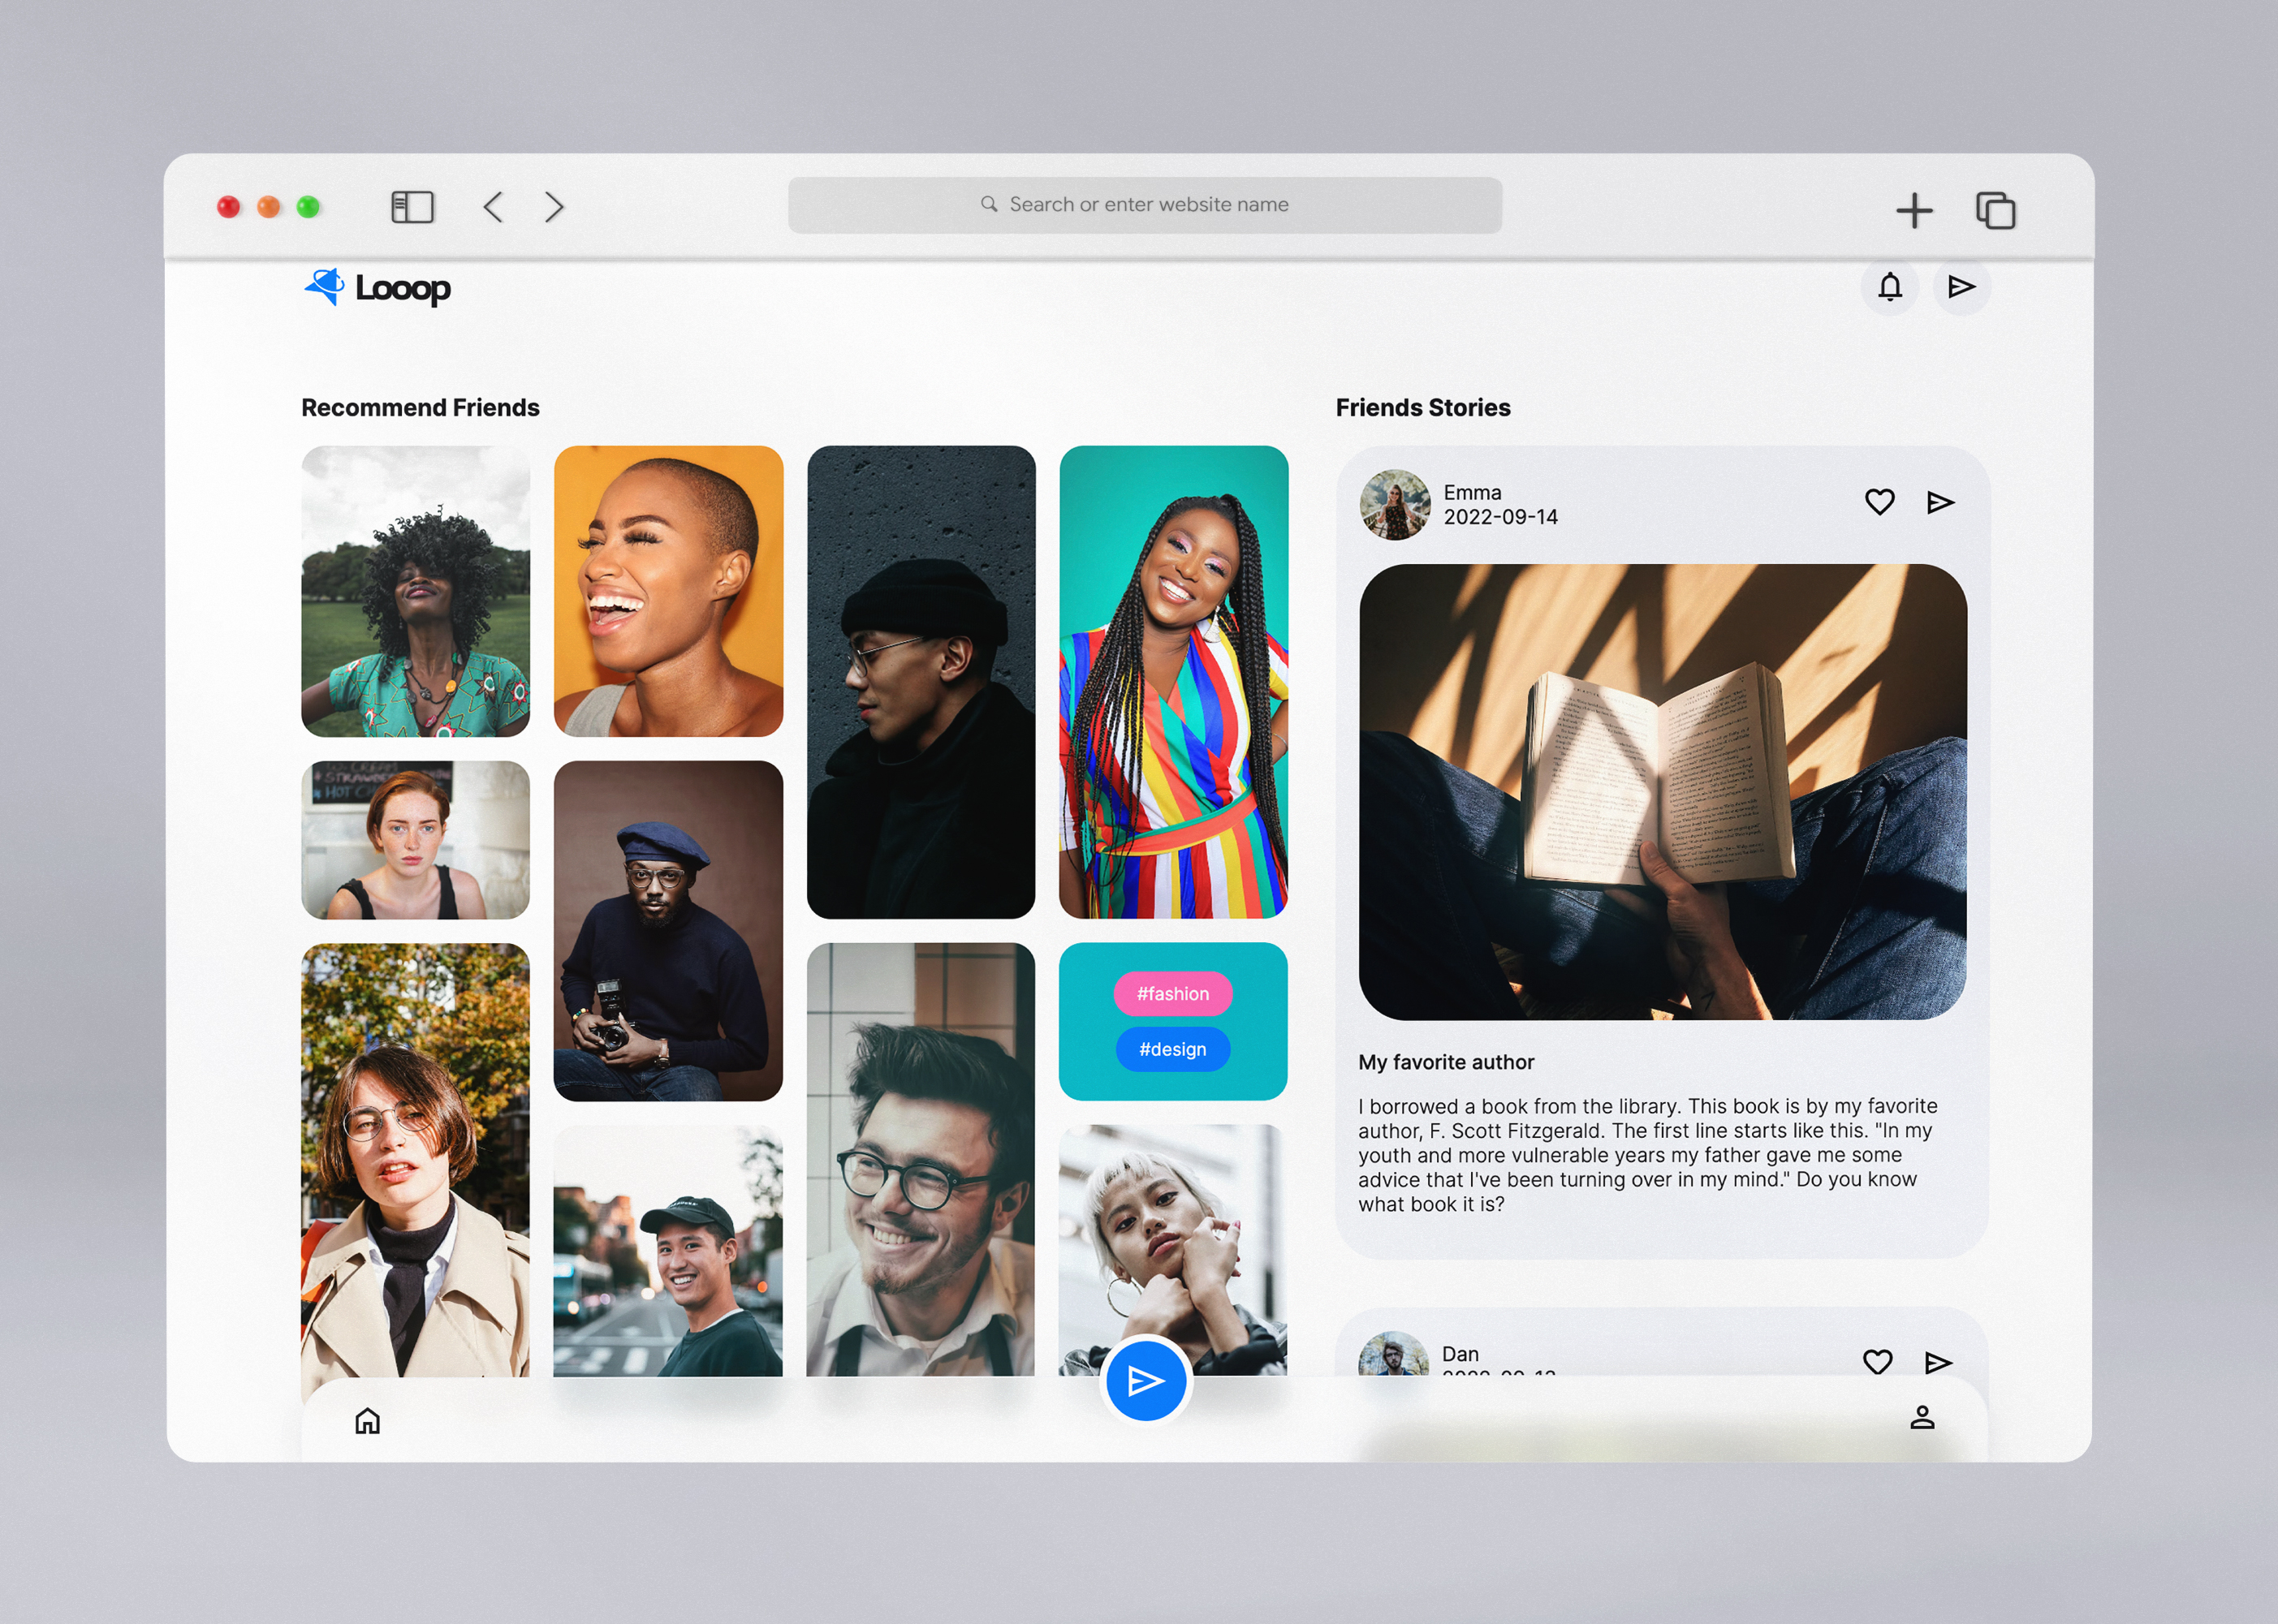 Search or enter website name
Looop
Recommend Friends
Friends Stories
Emma
2022-09-14
STRAWB
HOT CH
#fashion
#design
My favorite author
I borrowed a book from the library. This book is by my favorite
author, F. Scott Fitzgerald. The first line starts like this. "In my
youth and more vulnerable years my father gave me some
advice that I've been turning over in my mind." Do you know
what book it is?
Dan